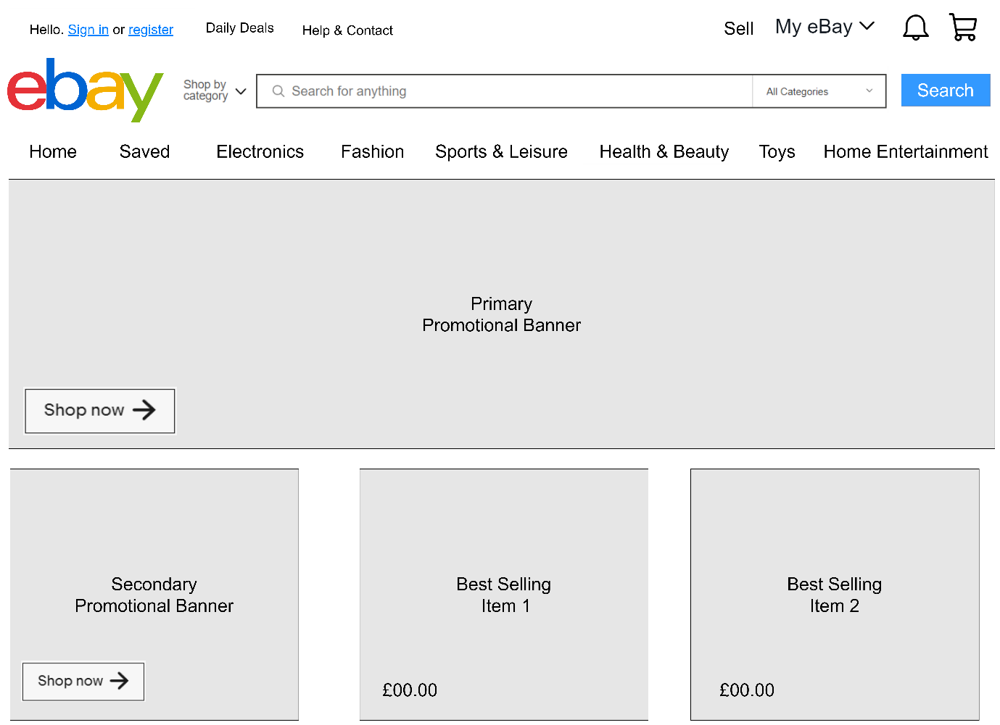 Hello. Sign in or register
Daily Deals
Help & Contact
Sell
My eBay
ebay
Shop by
category
Search for anything
All Categories
Search
Home
Saved
Electronics
Fashion
Sports & Leisure
Health & Beauty
Toys
Home Entertainment
Primary
Promotional Banner
Shop now
Secondary
Promotional Banner
Shop now
Best Selling
Item 1
£00.00
Best Selling
Item 2
£00.00